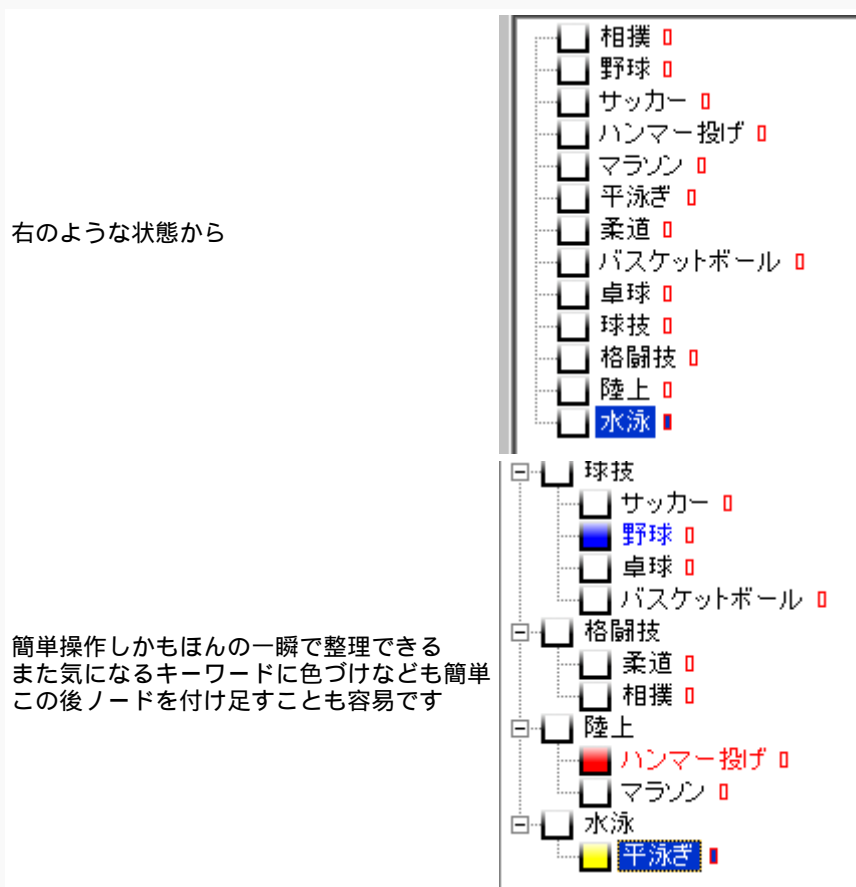 相撲
野球
サッカー
ハンマー投げ
マラソン
平泳ぎ
右のような状態から
柔道
バスケットボール
卓球
球技
格闘技
陸上
水泳
球技
サッカー
野球
卓球
バスケットボール
簡単操作しかもほんの一瞬で整理できる
また気になるキーワードに色づけなども簡単
この後ノードを付け足すことも容易です
格闘技
柔道
相撲
陸上
ハンマー投げ
マラソン
水泳
平泳ぎ